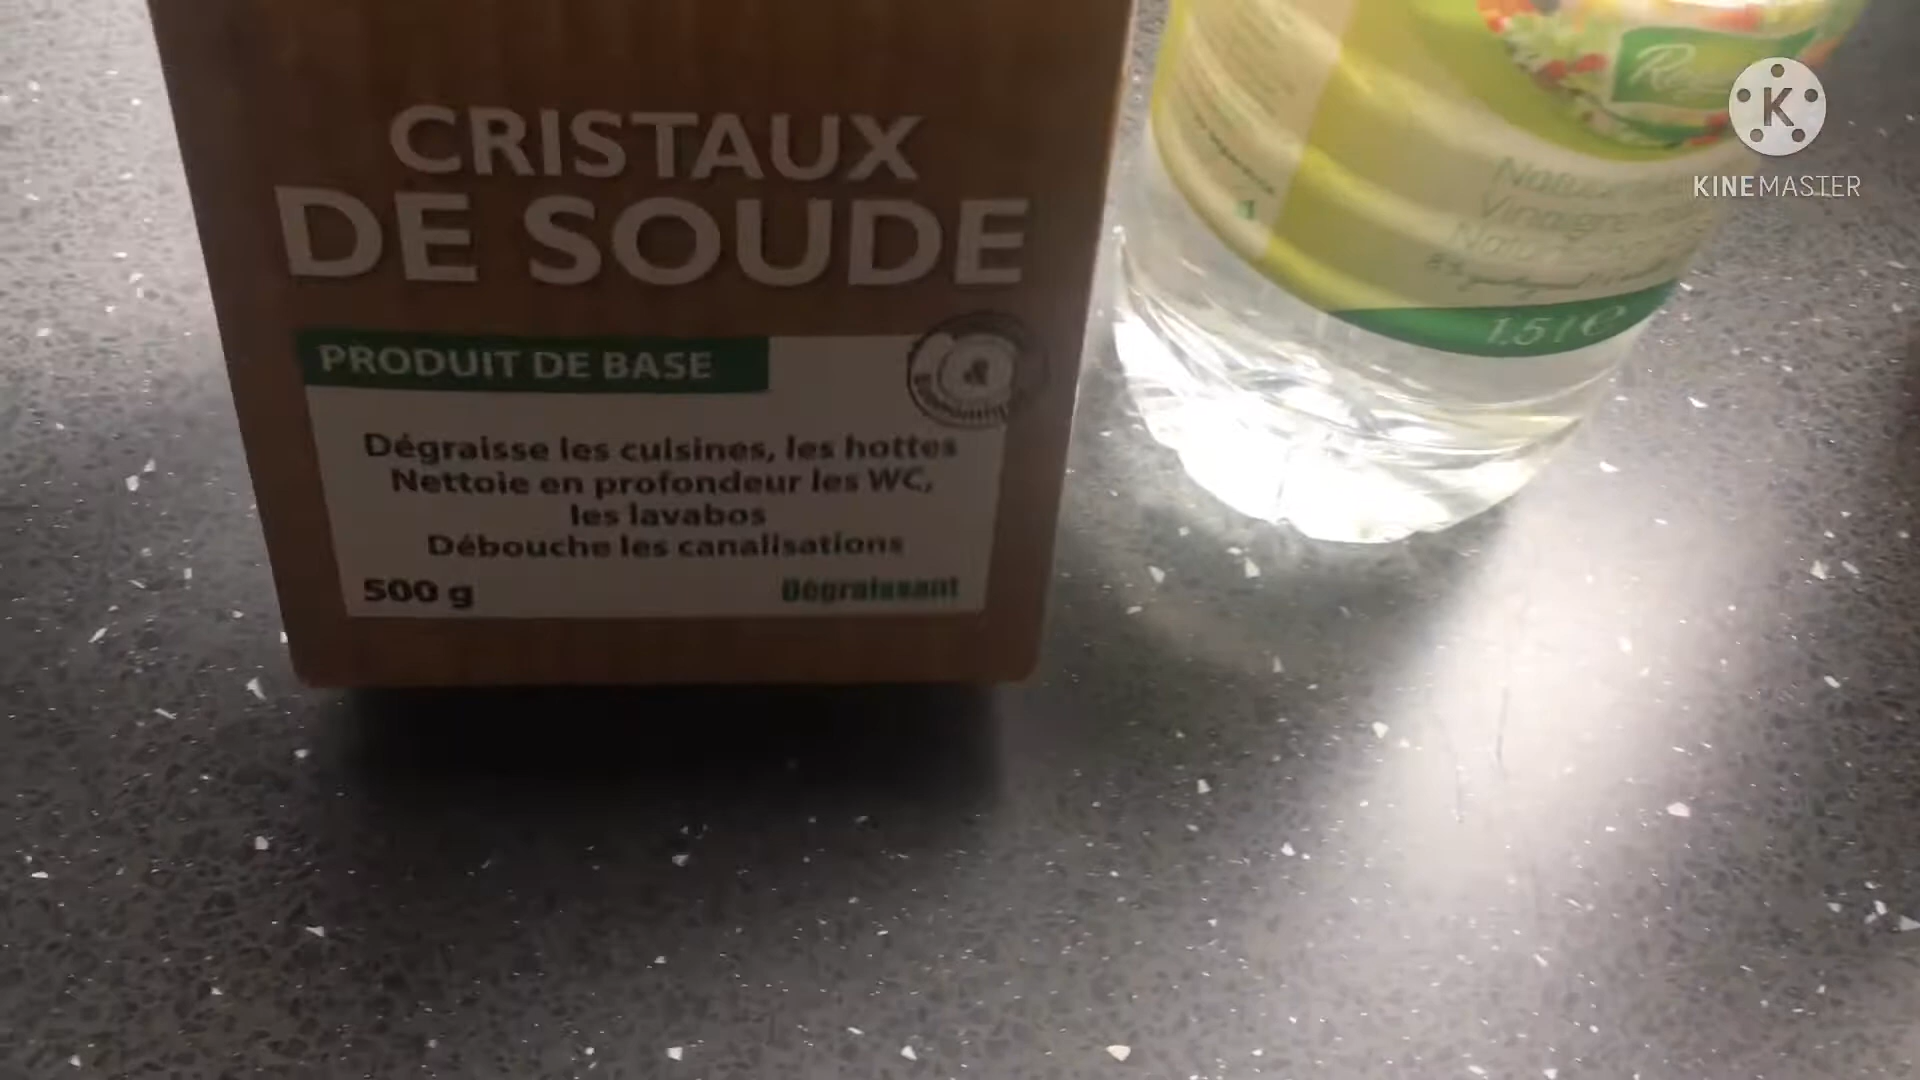 CRISTAUX
DE SOUDE
PRODUIT DE BASE
&
Dégraisse les cuisines, les hottes
Nettoie en profondeur les WC,
les lavabos
Débouche les canalisations
500 g
Dégraissant
1.5 l e
K
KINEMASTER